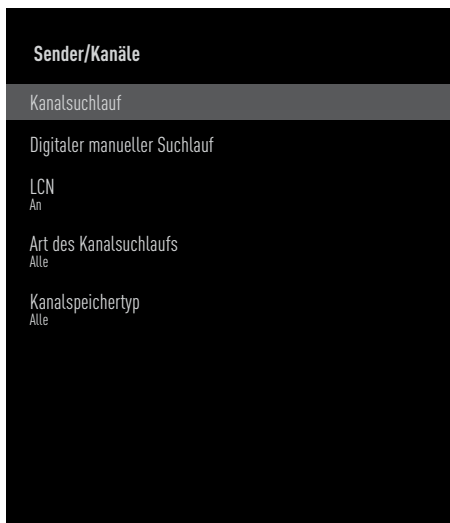 Sender/Kanäle
Kanalsuchlauf
Digitaler manueller Suchlauf
LCN
An
Art des Kanalsuchlaufs
Alle
Kanalspeichertyp
Alle